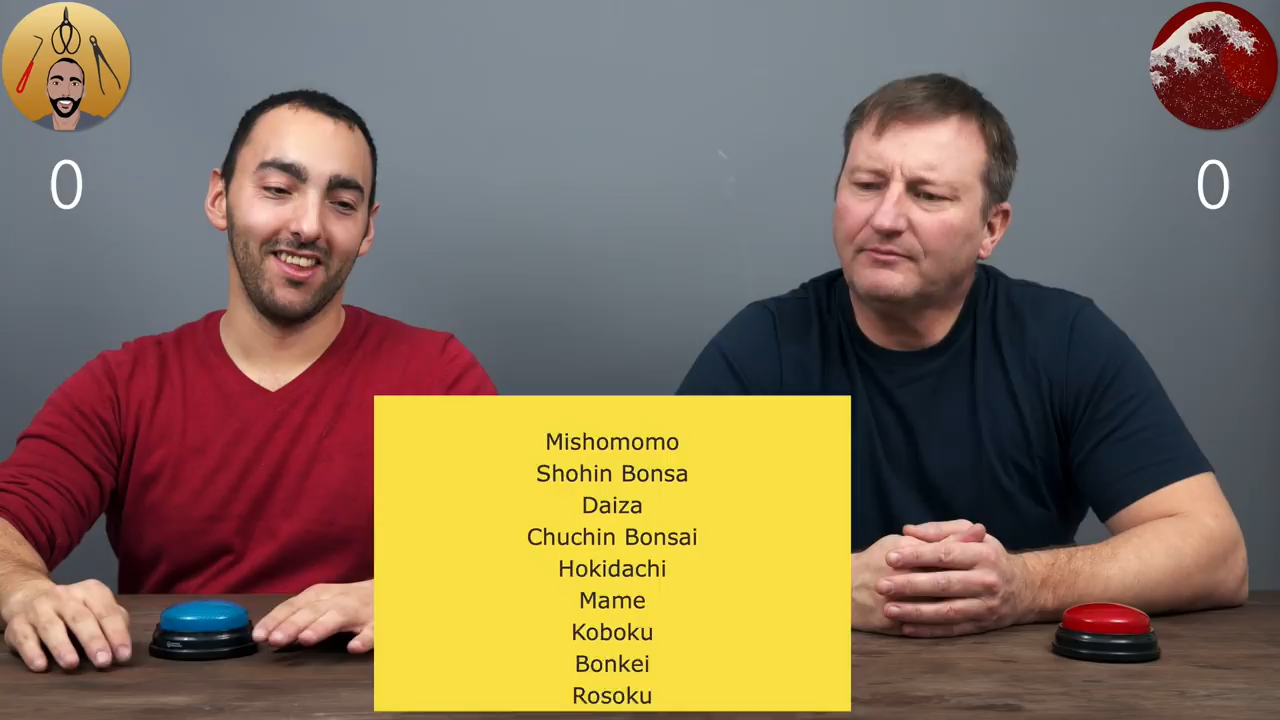 0
0
Mishomomo
Shohin Bonsa
Daiza
Chuchin Bonsai
Hokidachi
Mame
Koboku
Bonkei
Rosoku